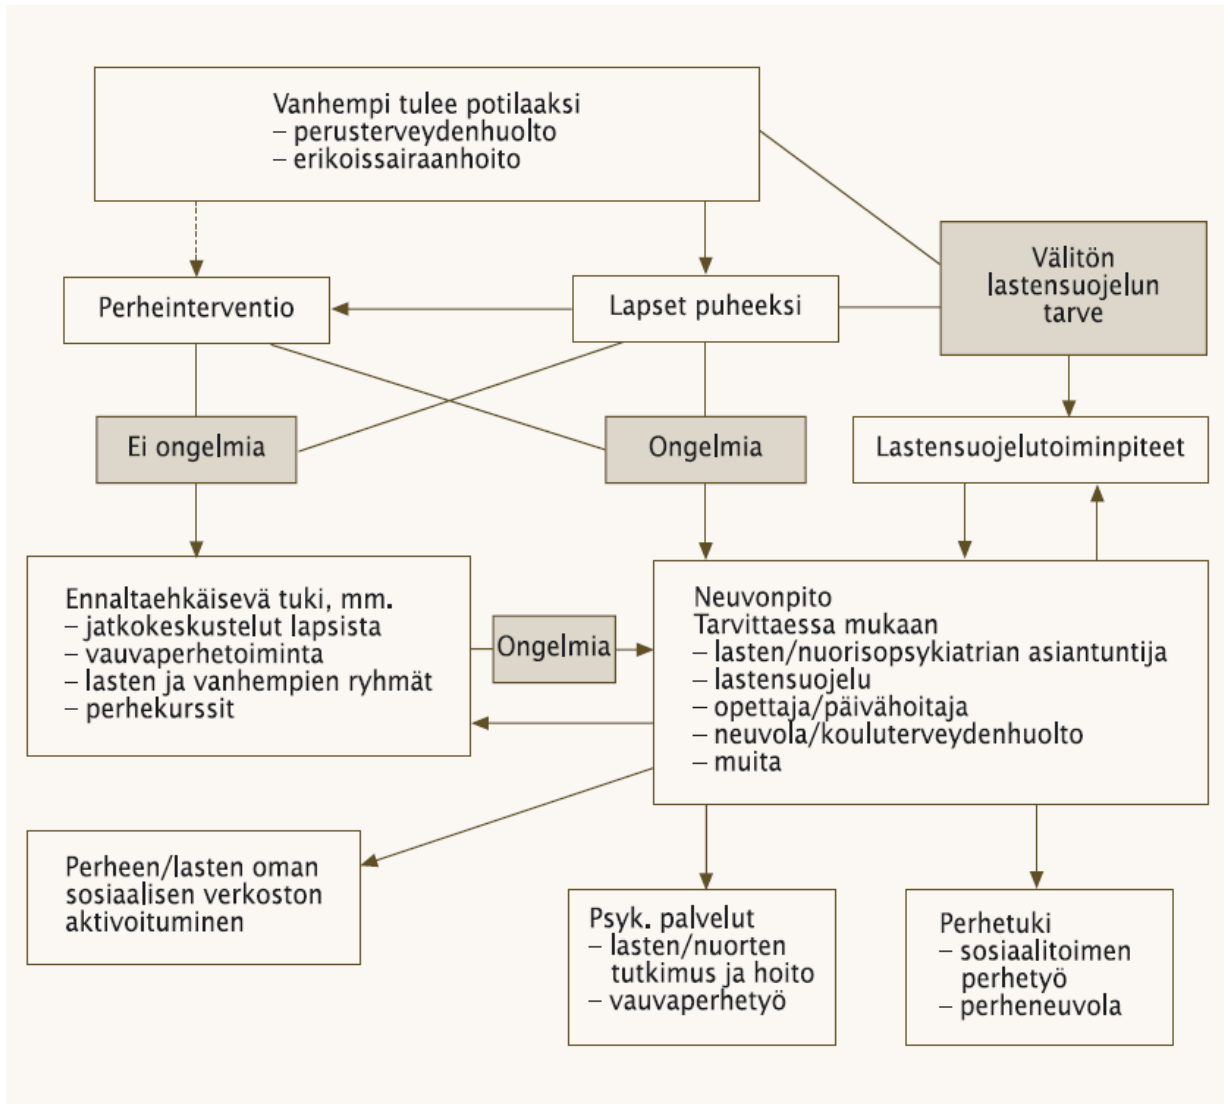 Vanhempi tulee potilaaksi
– perusterveydenhuolto
– erikoissairaanhoito
Välitön
lastensuojelun
tarve
Perheinterventio
Lapset puheeksi
Ei ongelmia
Ongelmia
Lastensuojelutoiminpiteet
Ennaltaehkäisevä tuki, mm.
– jatkokeskustelut lapsista
– vauvaperhetoiminta
– lasten ja vanhempien ryhmät
– perhekurssit
Ongelmia
Neuvonpito
Tarvittaessa mukaan
– lasten/nuorisopsykiatrian asiantuntija
– lastensuojelu
– opettaja/päivähoitaja
– neuvola/kouluterveydenhuolto
– muita
Perheen/lasten oman
sosiaalisen verkoston
aktivoituminen
Psyk. palvelut
– lasten/nuorten
tutkimus ja hoito
– vauvaperhetyö
Perhetuki
– sosiaalitoimen
perhetyö
– perheneuvola